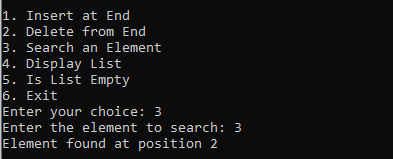 1. Insert at End
2. Delete from End
3. Search an Element
4. Display List
5. Is List Empty
6. Exit
Enter your choice: 3
Enter the element to search: 3
Element found at position 2